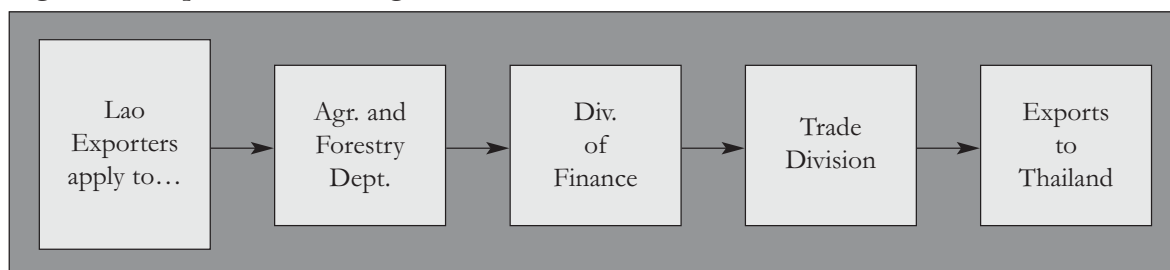 Lao
Exporters
apply to…
Agr. and
Forestry
Dept.
Div.
of
Finance
Trade
Division
Exports
to
Thailand